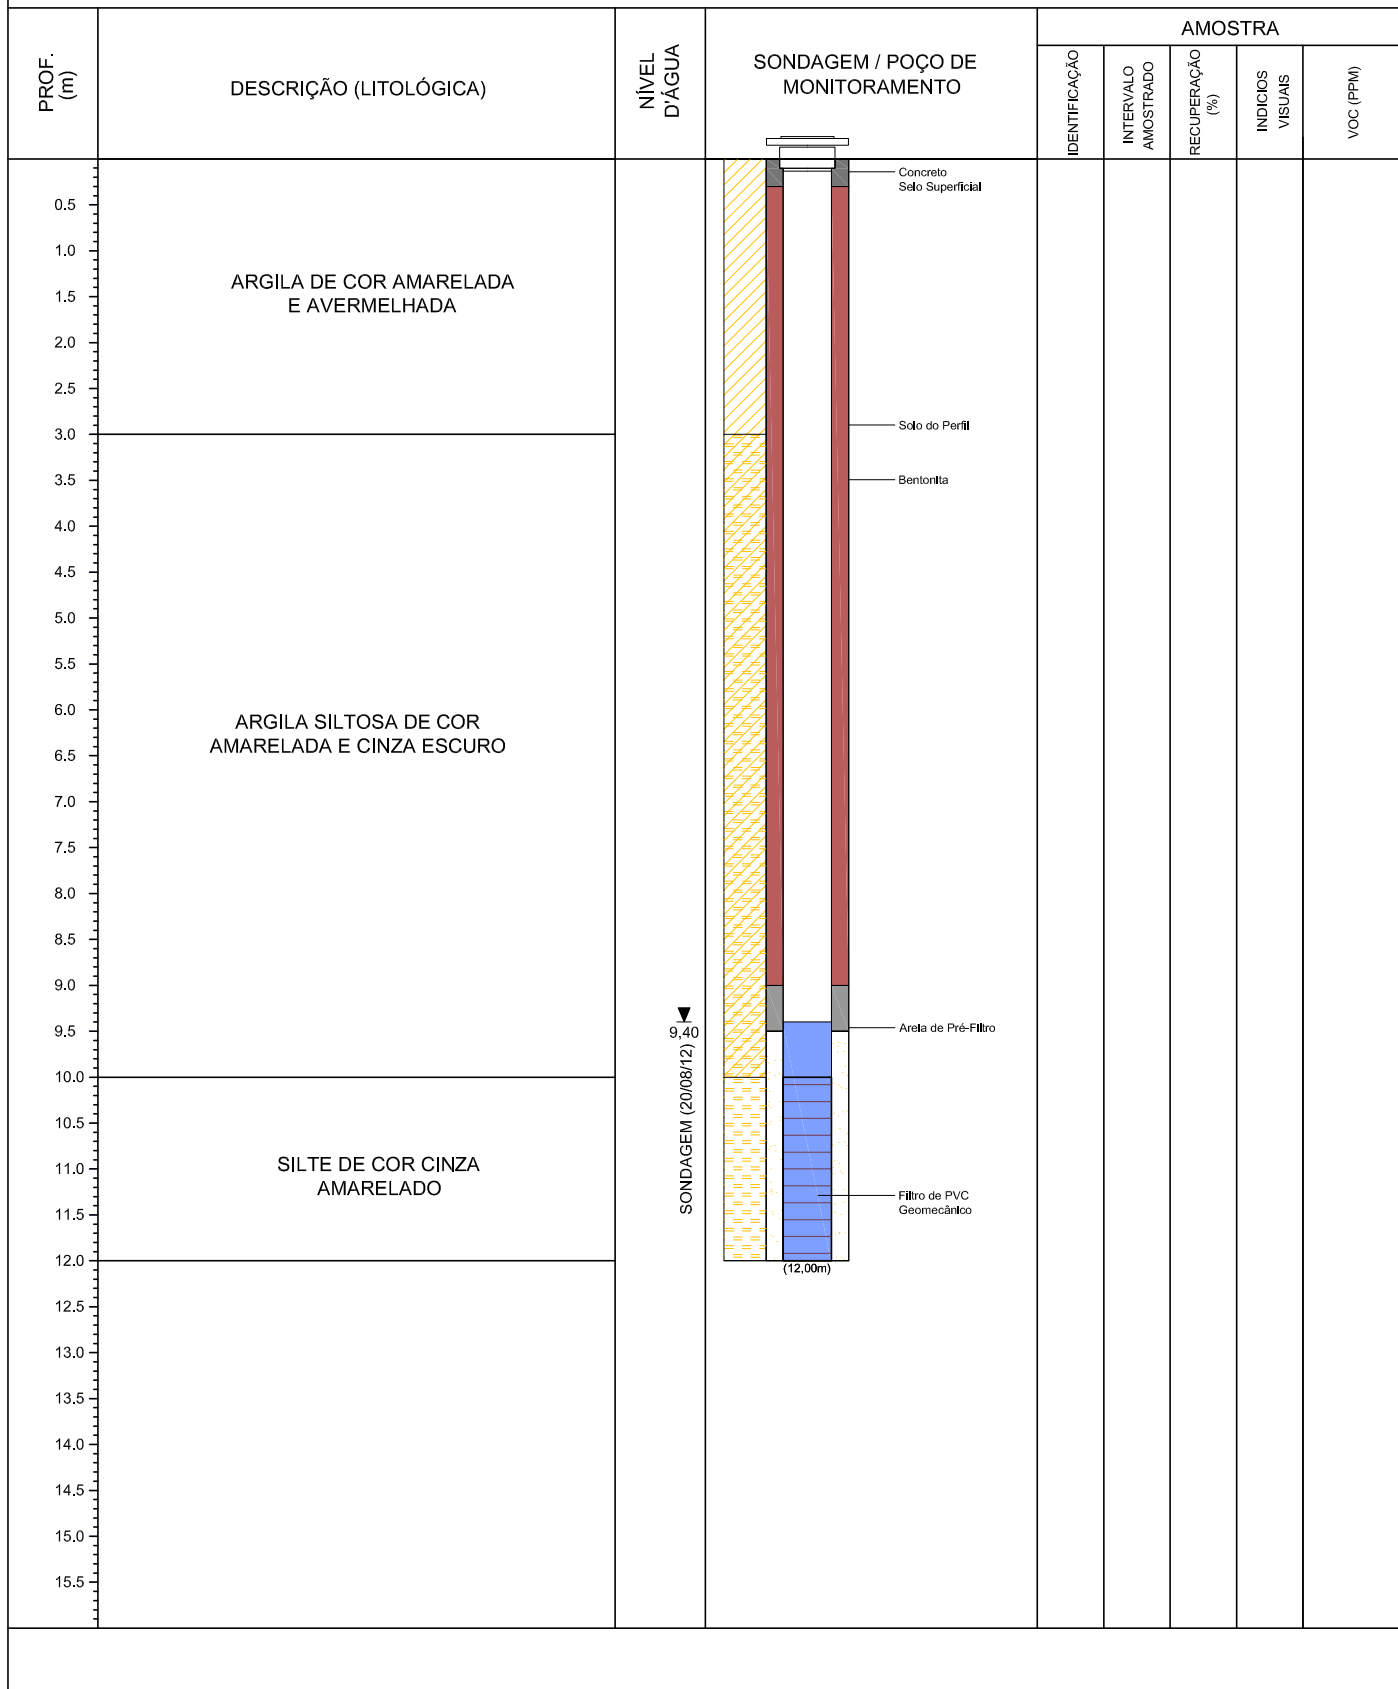 PROF.
(m)
DESCRIÇÃO (LITOLÓGICA)
NÍVEL
D'ÁGUA
SONDAGEM / POÇO DE
MONITORAMENTO
AMOSTRA
IDENTIFICAÇÃO
INTERVALO
AMOSTRADO
RECUPERAÇÃO
(%)
INDICIOS
VISUAIS
VOC (PPM)
Concreto
Selo Superficial
0.5
1.0
ARGILA DE COR AMARELADA
E AVERMELHADA
1.5
2.0
2.5
Solo do Perfil
3.0
3.5
Bentonita
4.0
4.5
5.0
5.5
6.0
ARGILA SILTOSA DE COR
AMARELADA E CINZA ESCURO
6.5
7.0
7.5
8.0
8.5
9.0
9.5
9,40
SONDAGEM (20/08/12)
Areia de Pré-Filtro
10.0
10.5
11.0
SILTE DE COR CINZA
AMARELADO
11.5
Filtro de PVC
Geomecânico
12.0
(12,00m)
12.5
13.0
13.5
14.0
14.5
15.0
15.5